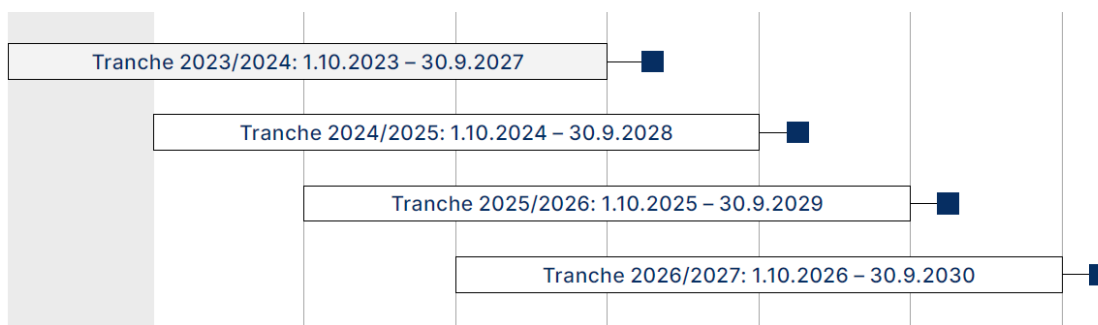 Tranche 2023/2024: 1.10.2023 – 30.9.2027
Tranche 2024/2025: 1.10.2024 – 30.9.2028
Tranche 2025/2026: 1.10.2025 – 30.9.2029
Tranche 2026/2027: 1.10.2026 – 30.9.2030